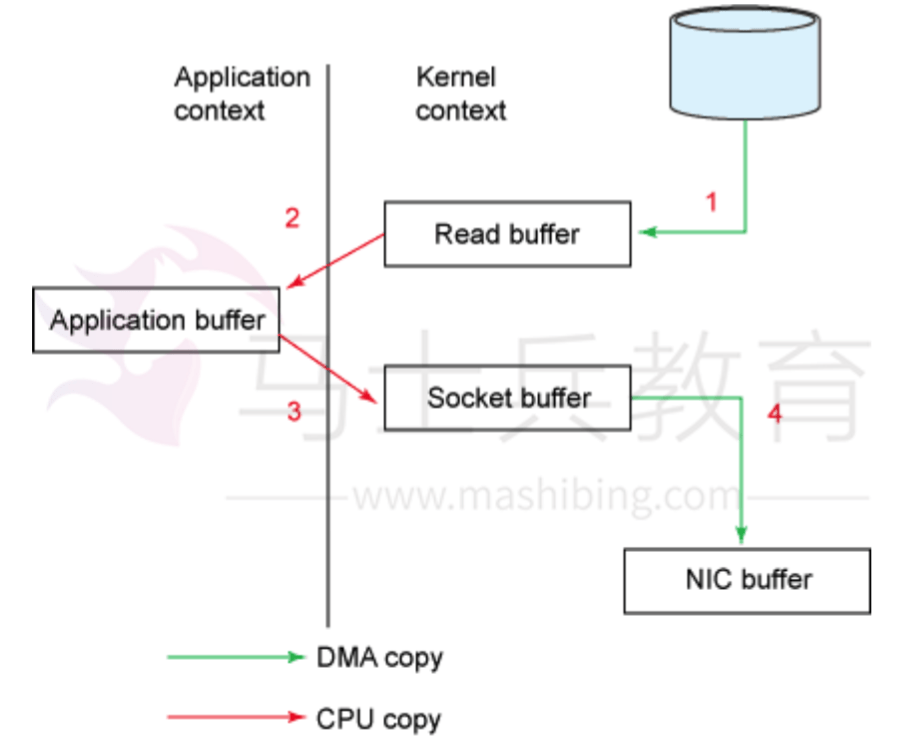 Application
context
Kernel
context
1
2
Read buffer
Application buffer
马士兵教育
Socket buffer
3
4
www.mashibing.com
NIC buffer
DMA copy
CPU copy